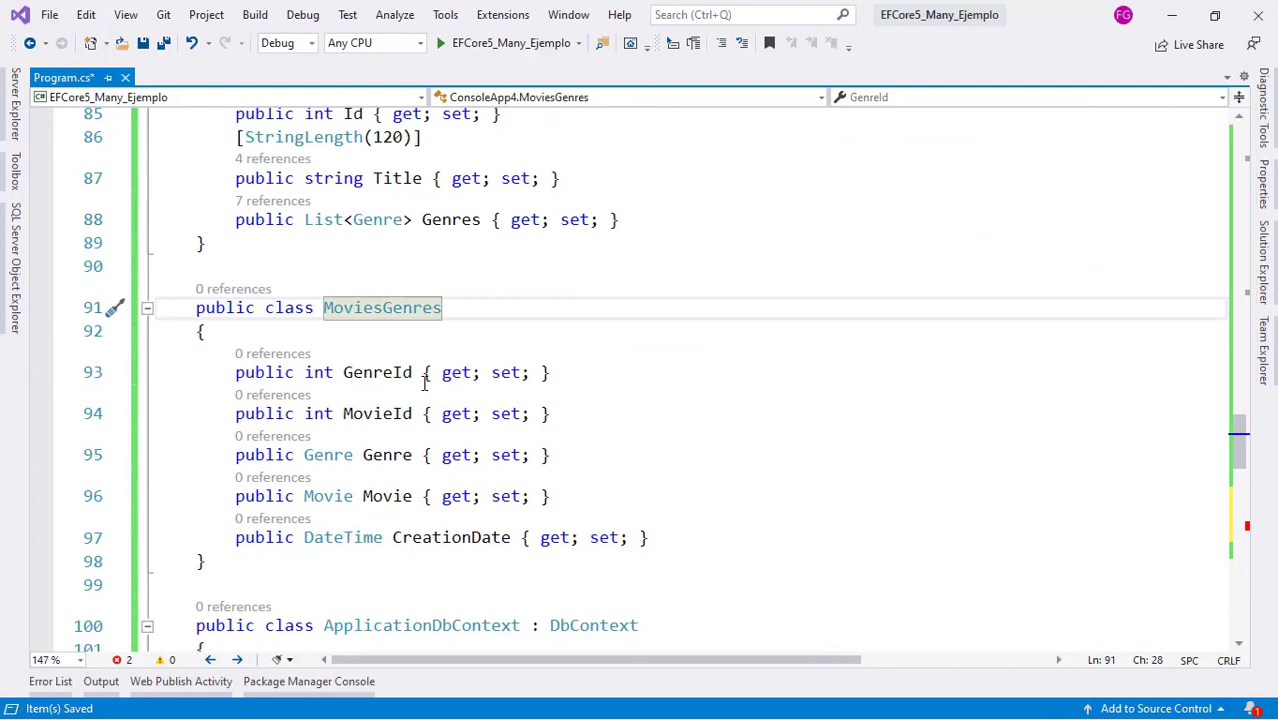 File Edit View Git Project Build Debug Test Analyze Tools Extensions Window Help Search (Ctrl+Q) EFCore5_Many_Ejemplo FG
Debug Any CPU EFCore5_Many_Ejemplo Live Share
Program.cs*
EFCore5_Many_Ejemplo ConsoleApp4.MoviesGenres GenreId
Server Explorer
Toolbox
SQL Server Object Explorer
85 public int Id { get; set; }
86 [StringLength(120)]
4 references
87 public string Title { get; set; }
7 references
88 public List<Genre> Genres { get; set; }
89 }
90
0 references
91 public class MoviesGenres
92 {
0 references
93 public int GenreId { get; set; }
0 references
94 public int MovieId { get; set; }
0 references
95 public Genre Genre { get; set; }
0 references
96 public Movie Movie { get; set; }
0 references
97 public DateTime CreationDate { get; set; }
98 }
99
0 references
100 public class ApplicationDbContext : DbContext
101 {
Diagnostic Tools
Properties
Solution Explorer
Team Explorer
147 % 2 0 Ln: 91 Ch: 28 SPC CRLF
Error List Output Web Publish Activity Package Manager Console
Item(s) Saved Add to Source Control 1